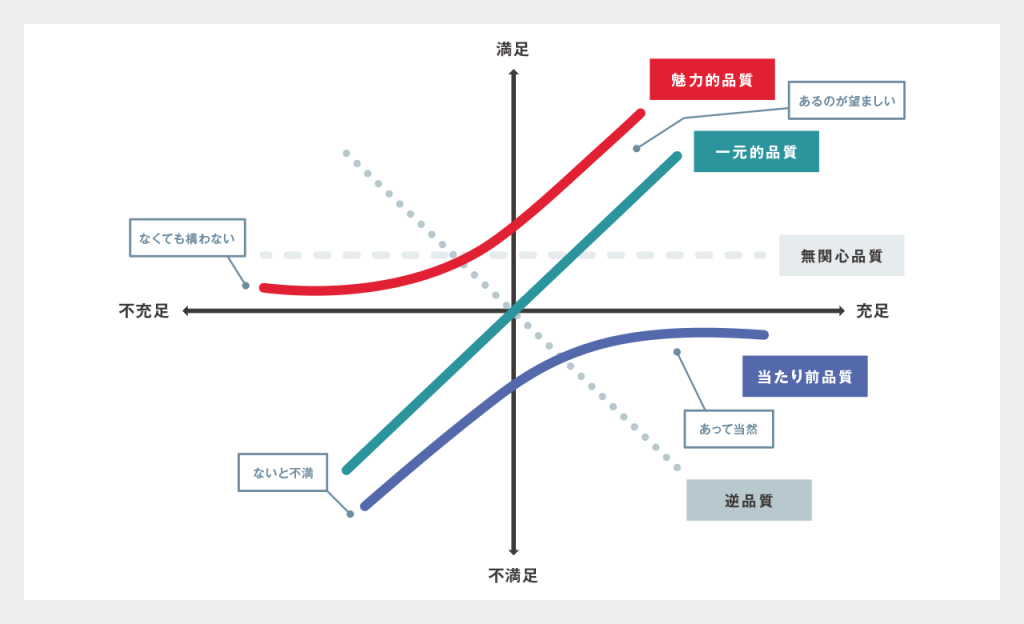 満足
魅力的品質
あるのが望ましい
一元的品質
なくても構わない
無関心品質
不充足
充足
当たり前品質
あって当然
ないと不満
逆品質
不満足